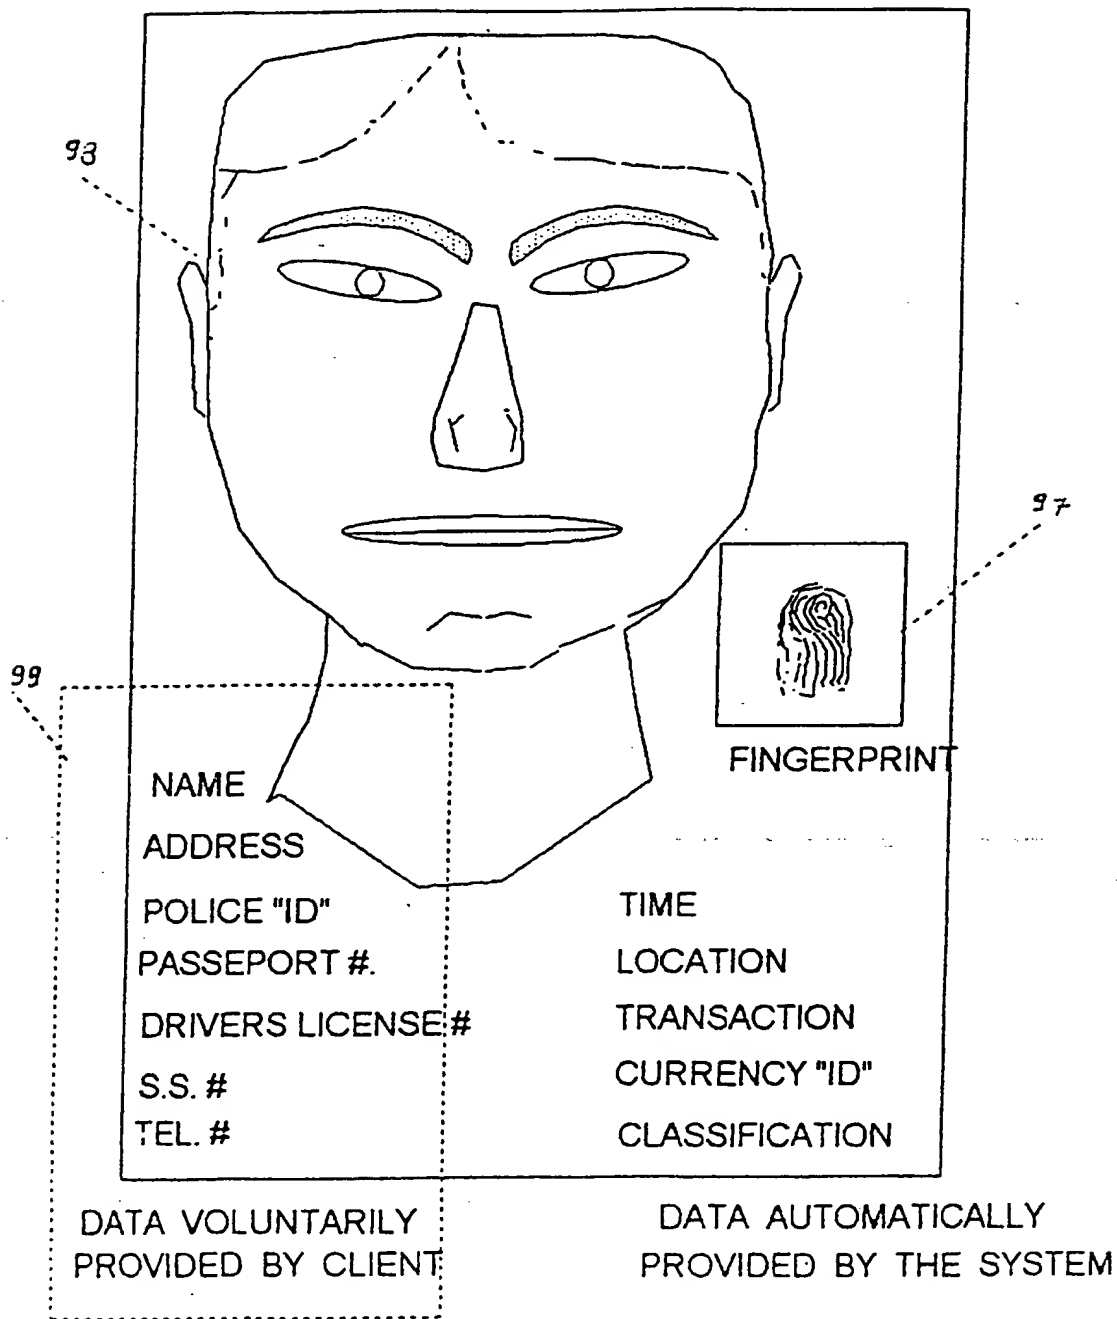 93
97
99
FINGERPRINT
NAME
ADDRESS
POLICE "ID"
PASSEPORT #.
DRIVERS LICENSE #
S.S. #
TEL. #
TIME
LOCATION
TRANSACTION
CURRENCY "ID"
CLASSIFICATION
DATA VOLUNTARILY
PROVIDED BY CLIENT
DATA AUTOMATICALLY
PROVIDED BY THE SYSTEM